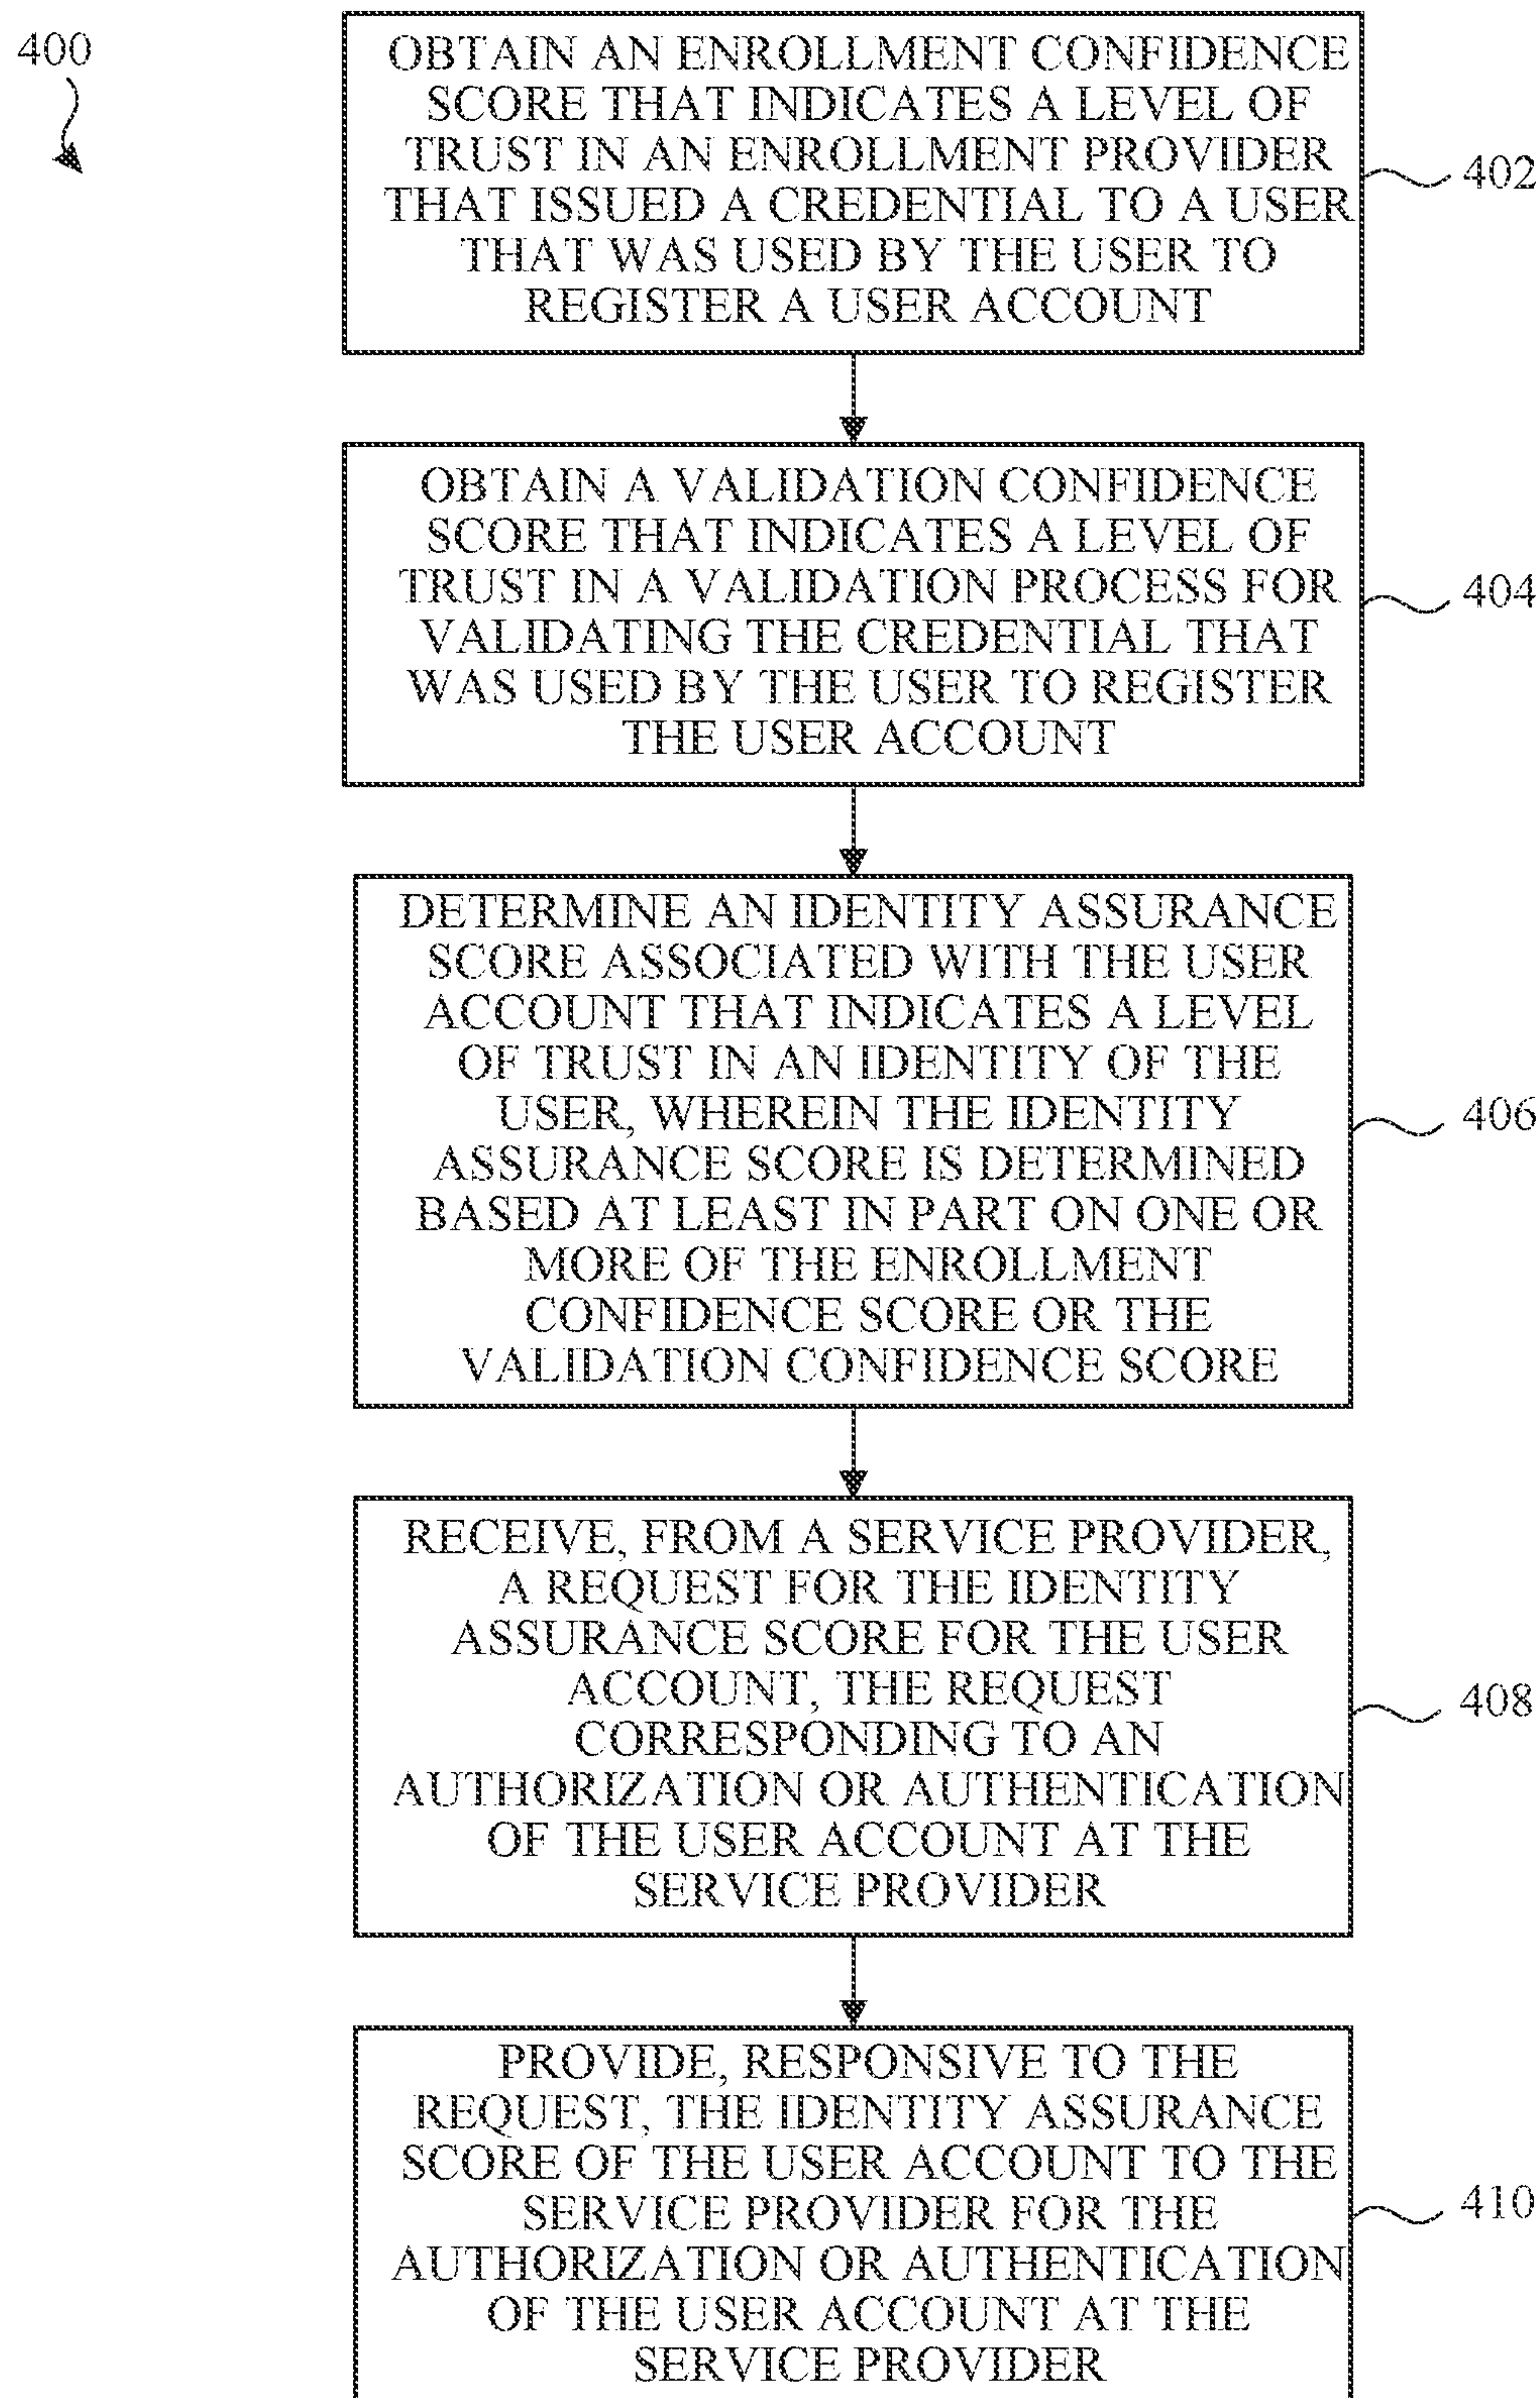 400
OBTAIN AN ENROLLMENT CONFIDENCE
SCORE THAT INDICATES A LEVEL OF
TRUST IN AN ENROLLMENT PROVIDER
THAT ISSUED A CREDENTIAL TO A USER
THAT WAS USED BY THE USER TO
REGISTER A USER ACCOUNT
402
OBTAIN A VALIDATION CONFIDENCE
SCORE THAT INDICATES A LEVEL OF
TRUST IN A VALIDATION PROCESS FOR
VALIDATING THE CREDENTIAL THAT
WAS USED BY THE USER TO REGISTER
THE USER ACCOUNT
404
DETERMINE AN IDENTITY ASSURANCE
SCORE ASSOCIATED WITH THE USER
ACCOUNT THAT INDICATES A LEVEL
OF TRUST IN AN IDENTITY OF THE
USER, WHEREIN THE IDENTITY
ASSURANCE SCORE IS DETERMINED
BASED AT LEAST IN PART ON ONE OR
MORE OF THE ENROLLMENT
CONFIDENCE SCORE OR THE
VALIDATION CONFIDENCE SCORE
406
RECEIVE, FROM A SERVICE PROVIDER,
A REQUEST FOR THE IDENTITY
ASSURANCE SCORE FOR THE USER
ACCOUNT, THE REQUEST
CORRESPONDING TO AN
AUTHORIZATION OR AUTHENTICATION
OF THE USER ACCOUNT AT THE
SERVICE PROVIDER
408
PROVIDE, RESPONSIVE TO THE
REQUEST, THE IDENTITY ASSURANCE
SCORE OF THE USER ACCOUNT TO THE
SERVICE PROVIDER FOR THE
AUTHORIZATION OR AUTHENTICATION
OF THE USER ACCOUNT AT THE
SERVICE PROVIDER
410